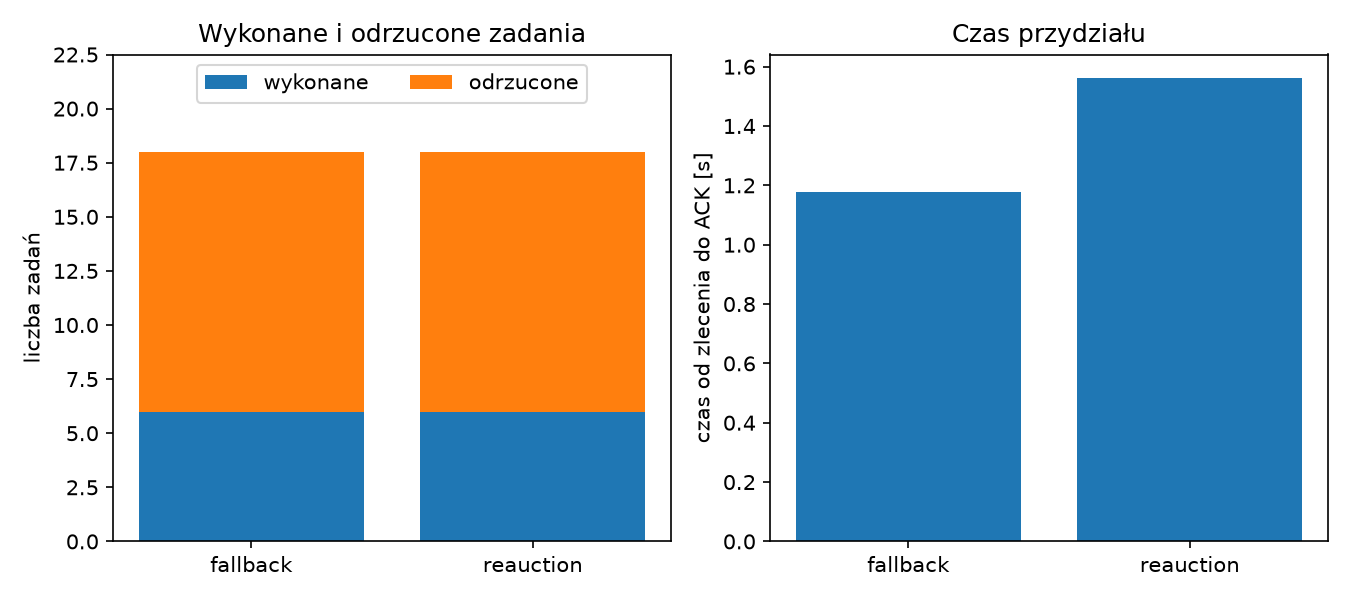 Wykonane i odrzucone zadania
wykonane
odrzucone
liczba zadań
22.5
20.0
17.5
15.0
12.5
10.0
7.5
5.0
2.5
0.0
fallback
reauction
Czas przydziału
czas od zlecenia do ACK [s]
1.6
1.4
1.2
1.0
0.8
0.6
0.4
0.2
0.0
fallback
reauction